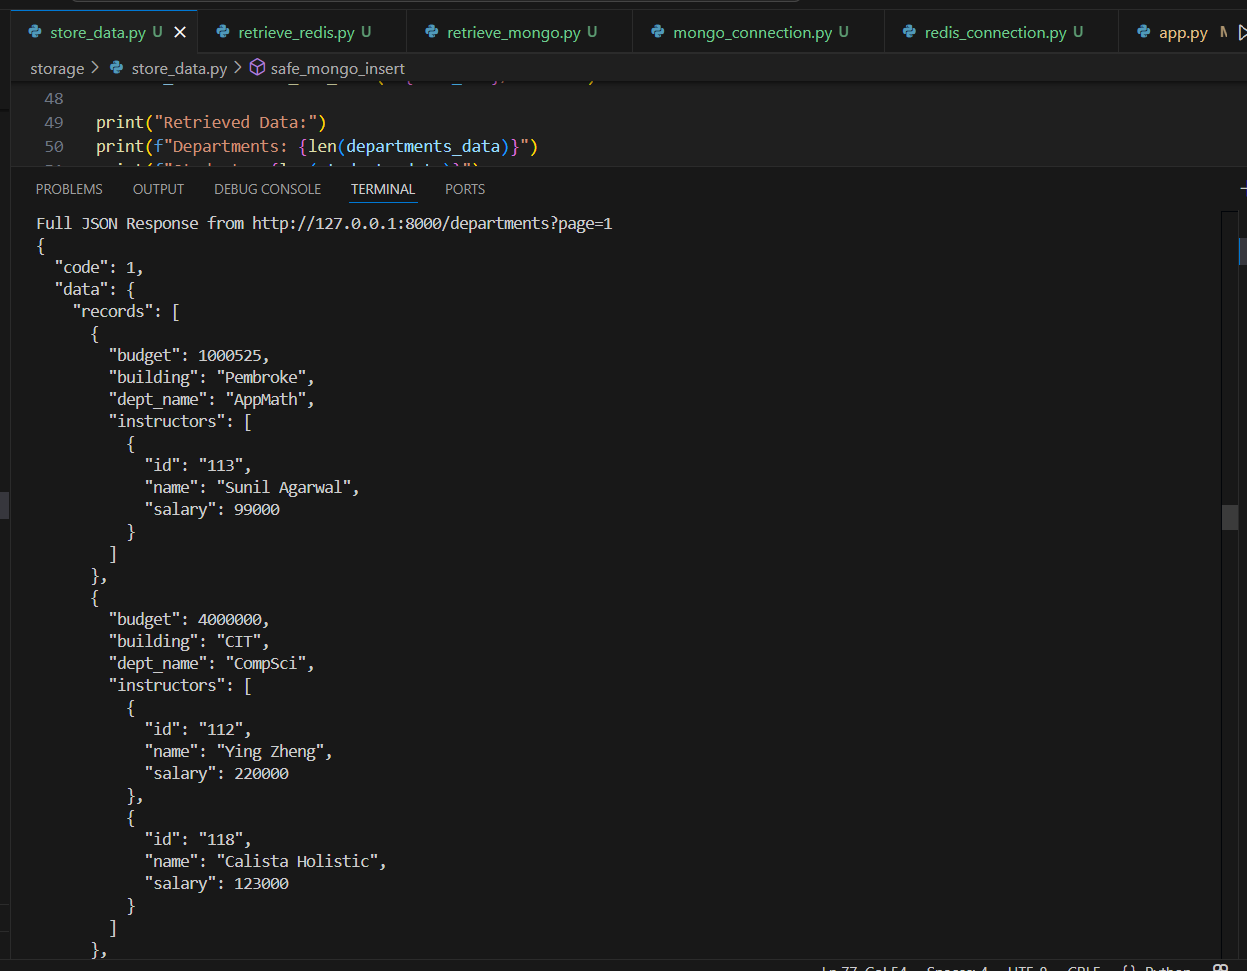 store_data.py U retrieve_redis.py U retrieve_mongo.py U mongo_connection.py U redis_connection.py U app.py
storage > store_data.py > safe_mongo_insert
48
49 print("Retrieved Data:")
50 print(f"Departments: {len(departments_data)}")
PROBLEMS OUTPUT DEBUG CONSOLE TERMINAL PORTS
Full JSON Response from http://127.0.0.1:8000/departments?page=1
{
"code": 1,
"data": {
"records": [
{
"budget": 1000525,
"building": "Pembroke",
"dept_name": "AppMath",
"instructors": [
{
"id": "113",
"name": "Sunil Agarwal",
"salary": 99000
}
]
},
{
"budget": 4000000,
"building": "CIT",
"dept_name": "CompSci",
"instructors": [
{
"id": "112",
"name": "Ying Zheng",
"salary": 220000
},
{
"id": "118",
"name": "Calista Holistic",
"salary": 123000
}
]
},